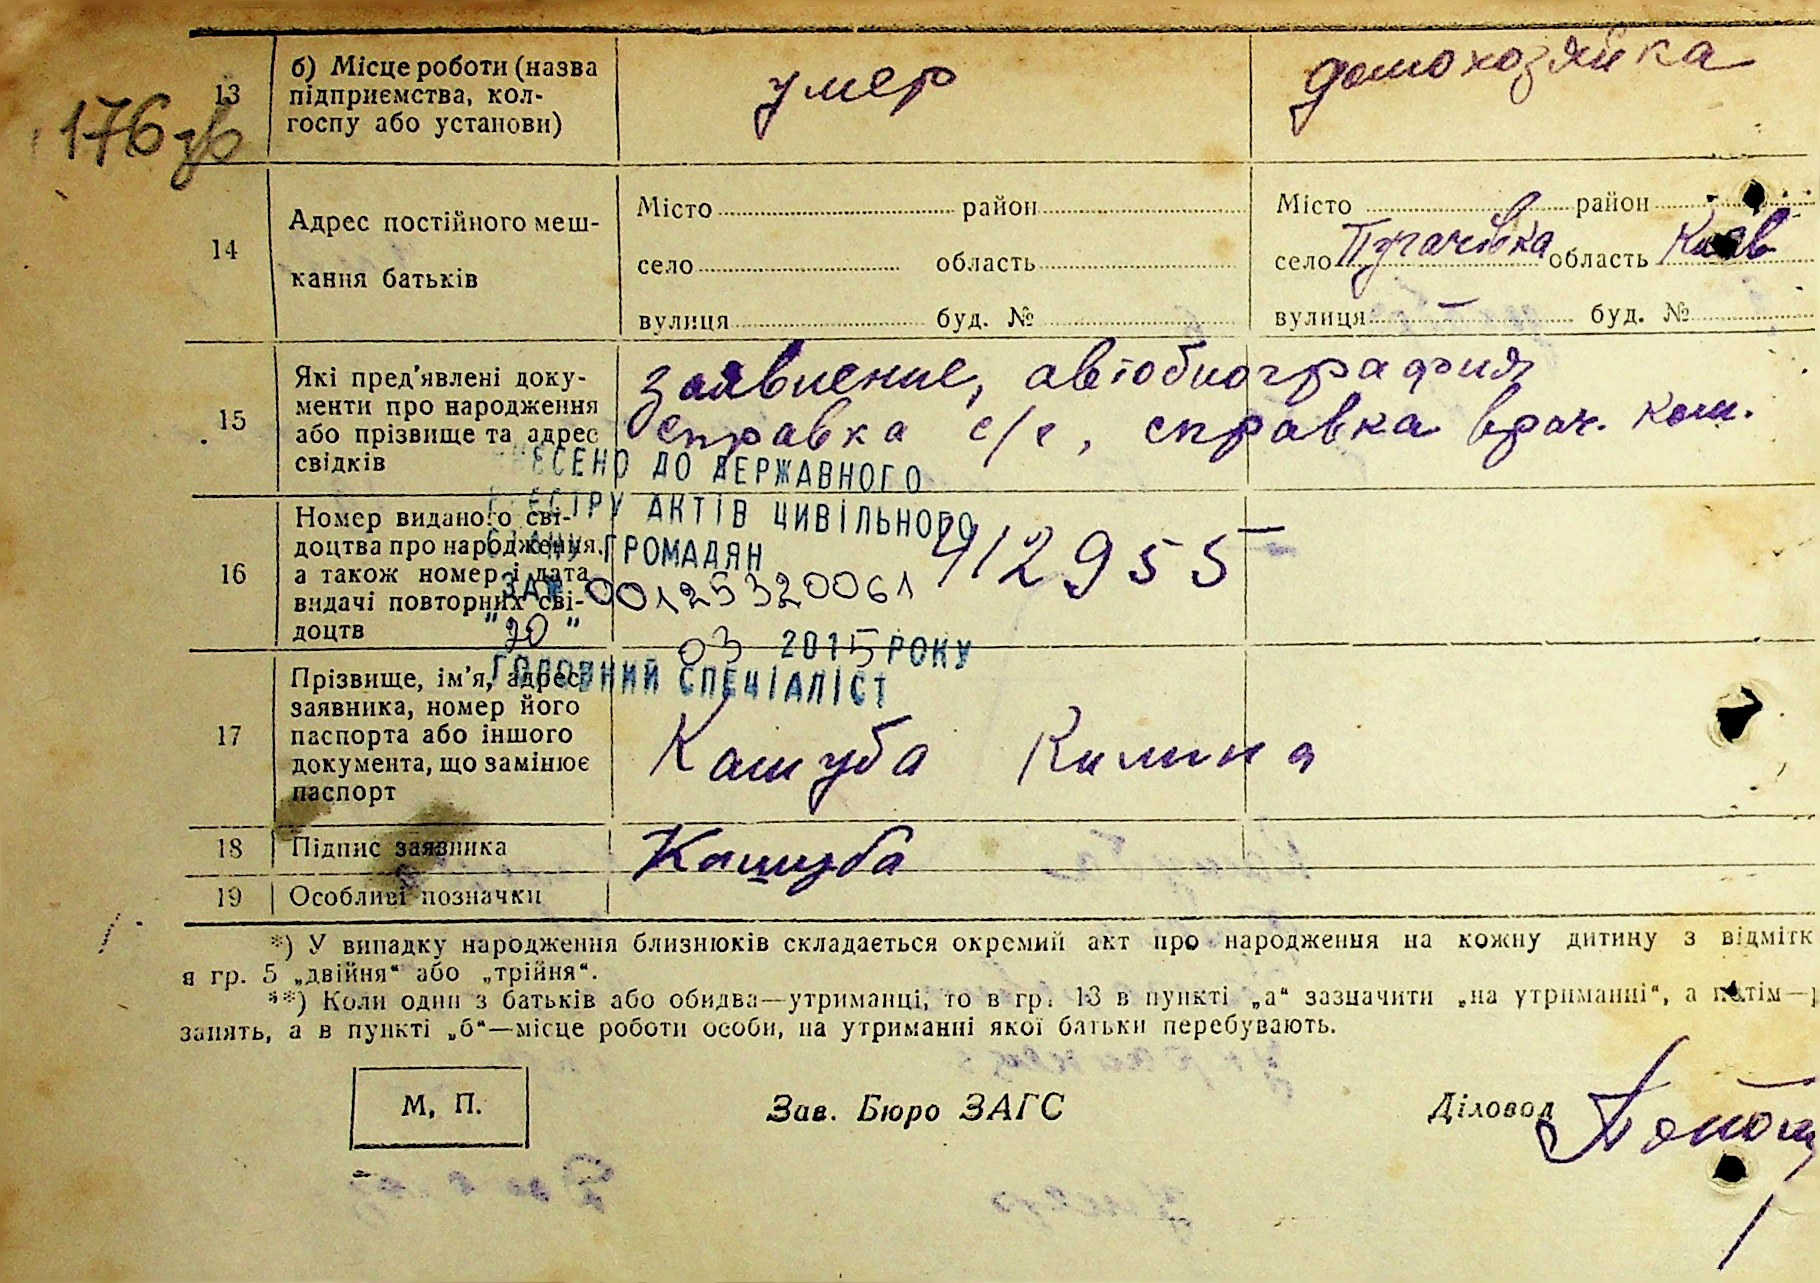 176 зв
13
б) Місце роботи (назва
підприємства, кол-
госпу або установи)
умер
домохозяйка
14
Адрес постійного меш-
кання батьків
Місто район
село область
вулиця буд. №
Місто район
село Пугачівка область Киев
вулиця — буд. №
15
Які пред'явлені доку-
менти про народження
або прізвище та адрес
свідків
заявление, автобиография
справка с/с, справка врач. ком.
16
Номер виданого сві-
доцтва про народження,
а також номер і дата
видачі повторних сві-
доцтв
412955
ВНЕСЕНО ДО ДЕРЖАВНОГО
РЕЄСТРУ АКТІВ ЦИВІЛЬНОГО
СТАНУ ГРОМАДЯН
ЗА № 00125320061
"20" 03 2015 РОКУ
ГОЛОВНИЙ СПЕЦІАЛІСТ
17
Прізвище, ім'я, адрес
заявника, номер його
паспорта або іншого
документа, що замінює
паспорт
Кашуба Килина
18
Підпис заявника
Кашуба
19
Особливі позначки
*) У випадку народження близнюків складається окремий акт про народження на кожну дитину з відмітк
в гр. 5 „двійня“ або „трійня“.
**) Коли один з батьків або обидва—утриманці, то в гр. 13 в пункті „а“ зазначити „на утриманні“, а потім—
занять, а в пункті „б“—місце роботи особи, на утриманні якої батьки перебувають.
М, П.
Зав. Бюро ЗАГС
Діловод